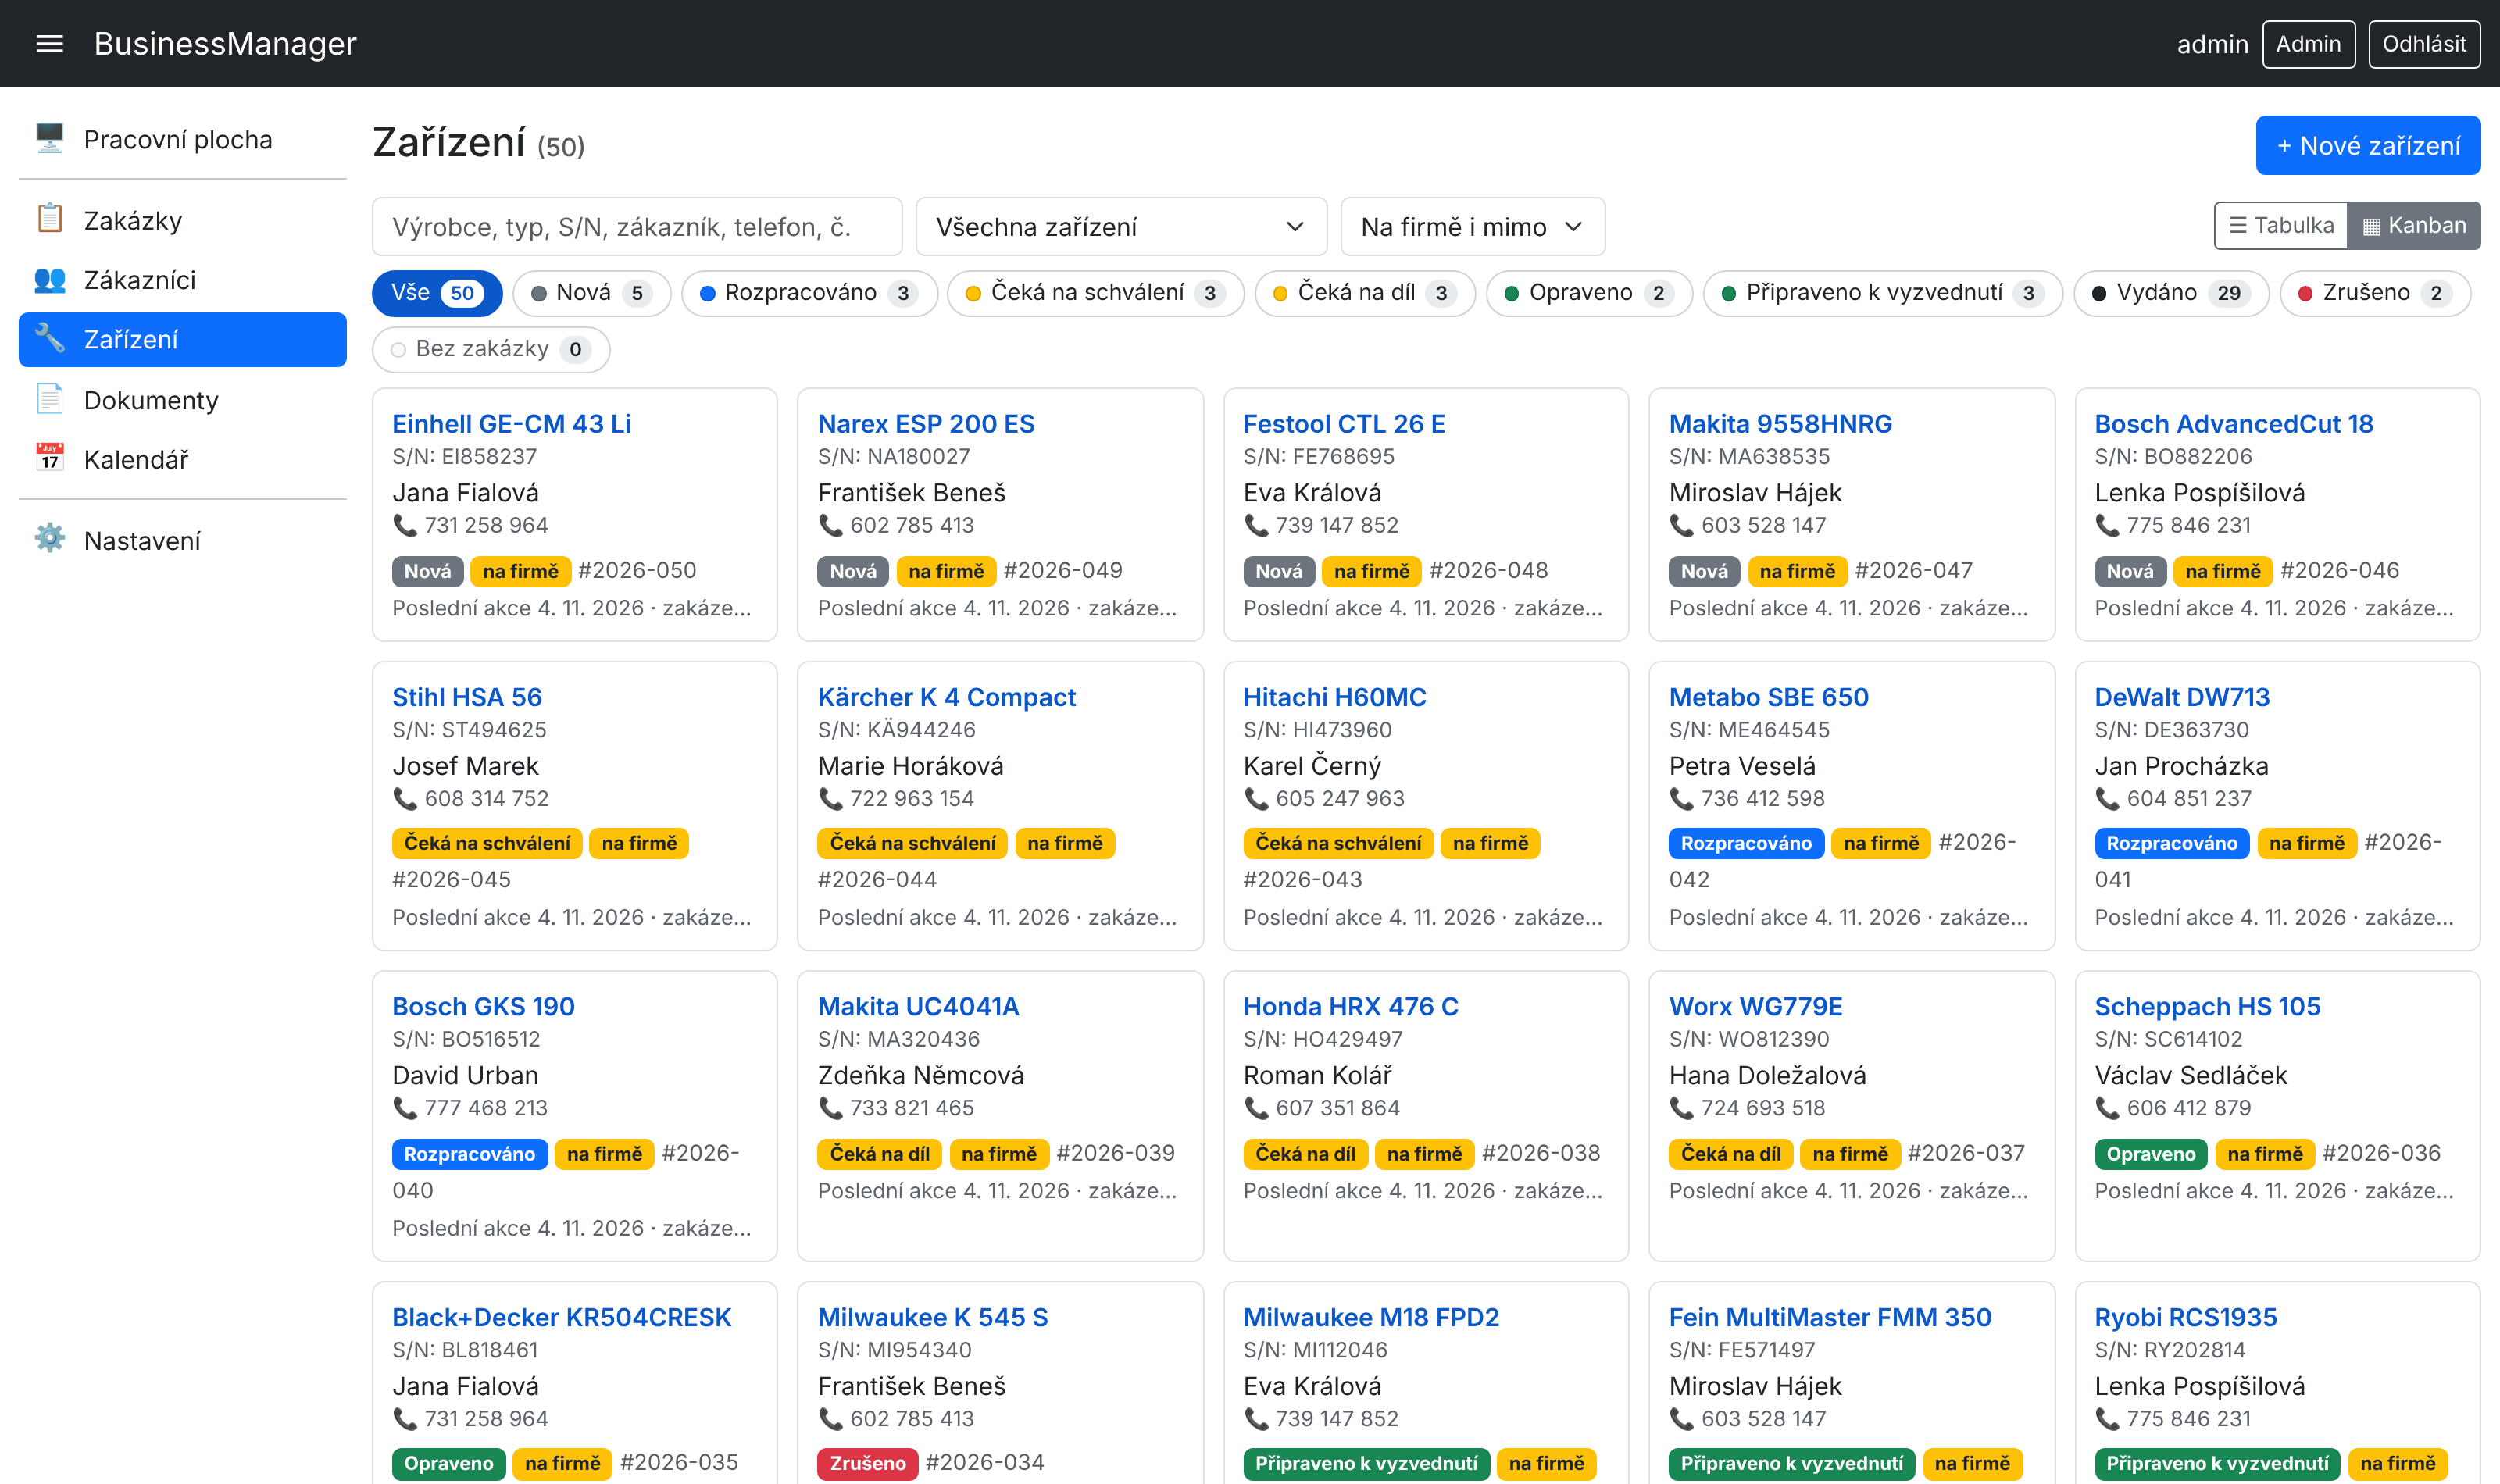 BusinessManager
admin Admin Odhlásit
Pracovní plocha
Zakázky
Zákazníci
Zařízení
Dokumenty
July
17
Kalendář
Nastavení
Zařízení (50)
+ Nové zařízení
Výrobce, typ, S/N, zákazník, telefon, č. Všechna zařízení Na firmě i mimo
Tabulka Kanban
Vše 50 Nová 5 Rozpracováno 3 Čeká na schválení 3 Čeká na díl 3 Opraveno 2 Připraveno k vyzvednutí 3 Vydáno 29 Zrušeno 2
Bez zakázky 0
Einhell GE-CM 43 Li
S/N: EI858237
Jana Fialová
731 258 964
Nová na firmě #2026-050
Poslední akce 4. 11. 2026 · zakáze...
Narex ESP 200 ES
S/N: NA180027
František Beneš
602 785 413
Nová na firmě #2026-049
Poslední akce 4. 11. 2026 · zakáze...
Festool CTL 26 E
S/N: FE768695
Eva Králová
739 147 852
Nová na firmě #2026-048
Poslední akce 4. 11. 2026 · zakáze...
Makita 9558HNRG
S/N: MA638535
Miroslav Hájek
603 528 147
Nová na firmě #2026-047
Poslední akce 4. 11. 2026 · zakáze...
Bosch AdvancedCut 18
S/N: BO882206
Lenka Pospíšilová
775 846 231
Nová na firmě #2026-046
Poslední akce 4. 11. 2026 · zakáze...
Stihl HSA 56
S/N: ST494625
Josef Marek
608 314 752
Čeká na schválení na firmě
#2026-045
Poslední akce 4. 11. 2026 · zakáze...
Kärcher K 4 Compact
S/N: KÄ944246
Marie Horáková
722 963 154
Čeká na schválení na firmě
#2026-044
Poslední akce 4. 11. 2026 · zakáze...
Hitachi H60MC
S/N: HI473960
Karel Černý
605 247 963
Čeká na schválení na firmě
#2026-043
Poslední akce 4. 11. 2026 · zakáze...
Metabo SBE 650
S/N: ME464545
Petra Veselá
736 412 598
Rozpracováno na firmě #2026-
042
Poslední akce 4. 11. 2026 · zakáze...
DeWalt DW713
S/N: DE363730
Jan Procházka
604 851 237
Rozpracováno na firmě #2026-
041
Poslední akce 4. 11. 2026 · zakáze...
Bosch GKS 190
S/N: BO516512
David Urban
777 468 213
Rozpracováno na firmě #2026-
040
Poslední akce 4. 11. 2026 · zakáze...
Makita UC4041A
S/N: MA320436
Zdeňka Němcová
733 821 465
Čeká na díl na firmě #2026-039
Poslední akce 4. 11. 2026 · zakáze...
Honda HRX 476 C
S/N: HO429497
Roman Kolář
607 351 864
Čeká na díl na firmě #2026-038
Poslední akce 4. 11. 2026 · zakáze...
Worx WG779E
S/N: WO812390
Hana Doležalová
724 693 518
Čeká na díl na firmě #2026-037
Poslední akce 4. 11. 2026 · zakáze...
Scheppach HS 105
S/N: SC614102
Václav Sedláček
606 412 879
Opraveno na firmě #2026-036
Poslední akce 4. 11. 2026 · zakáze...
Black+Decker KR504CRESK
S/N: BL818461
Jana Fialová
731 258 964
Opraveno na firmě #2026-035
Milwaukee K 545 S
S/N: MI954340
František Beneš
602 785 413
Zrušeno #2026-034
Milwaukee M18 FPD2
S/N: MI112046
Eva Králová
739 147 852
Připraveno k vyzvednutí na firmě
Fein MultiMaster FMM 350
S/N: FE571497
Miroslav Hájek
603 528 147
Připraveno k vyzvednutí na firmě
Ryobi RCS1935
S/N: RY202814
Lenka Pospíšilová
775 846 231
Připraveno k vyzvednutí na firmě